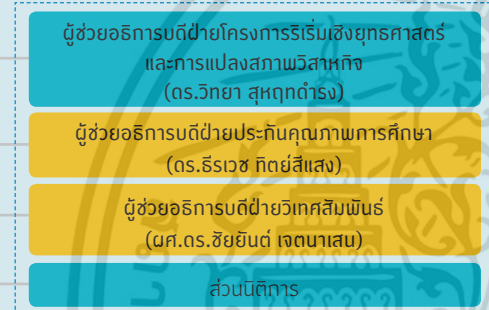 ผู้ช่วยอธิการบดีฝ่ายโครงการริเริ่มเชิงยุทธศาสตร์
และการแปลงสภาพวิสาหกิจ
(ดร.วิทยา สุหฤทดำรง)
ผู้ช่วยอธิการบดีฝ่ายประกันคุณภาพการศึกษา
(ดร.ธีรเวช ทิตย์สีแสง)
ผู้ช่วยอธิการบดีฝ่ายวิเทศสัมพันธ์
(ผศ.ดร.ชัยยันต์ เจตนาเสน)
ส่วนนิติการ